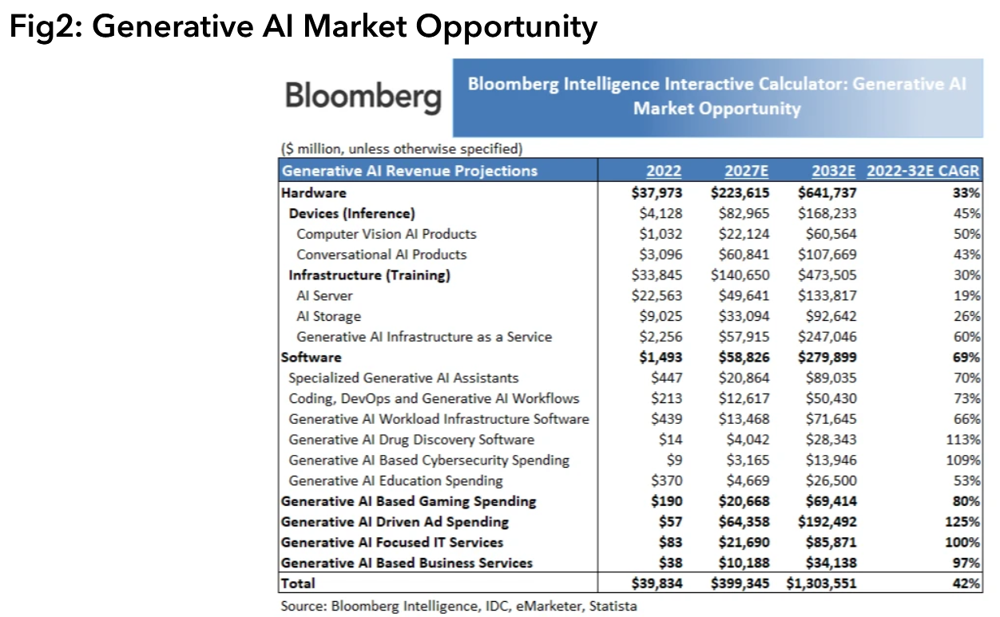 Fig2: Generative AI Market Opportunity
Bloomberg
Bloomberg Intelligence Interactive Calculator: Generative AI
Market Opportunity
($ million, unless otherwise specified)
Generative AI Revenue Projections 2022 2027E 2032E 2022-32E CAGR
Hardware $37,973 $223,615 $641,737 33%
Devices (Inference) $4,128 $82,965 $168,233 45%
Computer Vision AI Products $1,032 $22,124 $60,564 50%
Conversational AI Products $3,096 $60,841 $107,669 43%
Infrastructure (Training) $33,845 $140,650 $473,505 30%
AI Server $22,563 $49,641 $133,817 19%
AI Storage $9,025 $33,094 $92,642 26%
Generative AI Infrastructure as a Service $2,256 $57,915 $247,046 60%
Software $1,493 $58,826 $279,899 69%
Specialized Generative AI Assistants $447 $20,864 $89,035 70%
Coding, DevOps and Generative AI Workflows $213 $12,617 $50,430 73%
Generative AI Workload Infrastructure Software $439 $13,468 $71,645 66%
Generative AI Drug Discovery Software $14 $4,042 $28,343 113%
Generative AI Based Cybersecurity Spending $9 $3,165 $13,946 109%
Generative AI Education Spending $370 $4,669 $26,500 53%
Generative AI Based Gaming Spending $190 $20,668 $69,414 80%
Generative AI Driven Ad Spending $57 $64,358 $192,492 125%
Generative AI Focused IT Services $83 $21,690 $85,871 100%
Generative AI Based Business Services $38 $10,188 $34,138 97%
Total $39,834 $399,345 $1,303,551 42%
Source: Bloomberg Intelligence, IDC, eMarketer, Statista